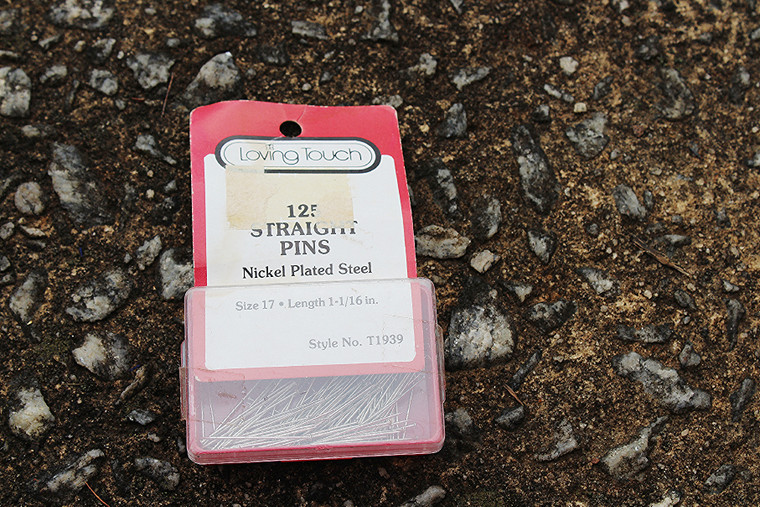 Loving Touch
125
STRAIGHT
PINS
Nickel Plated Steel
Size 17 • Length 1-1/16 in.
Style No. T1939